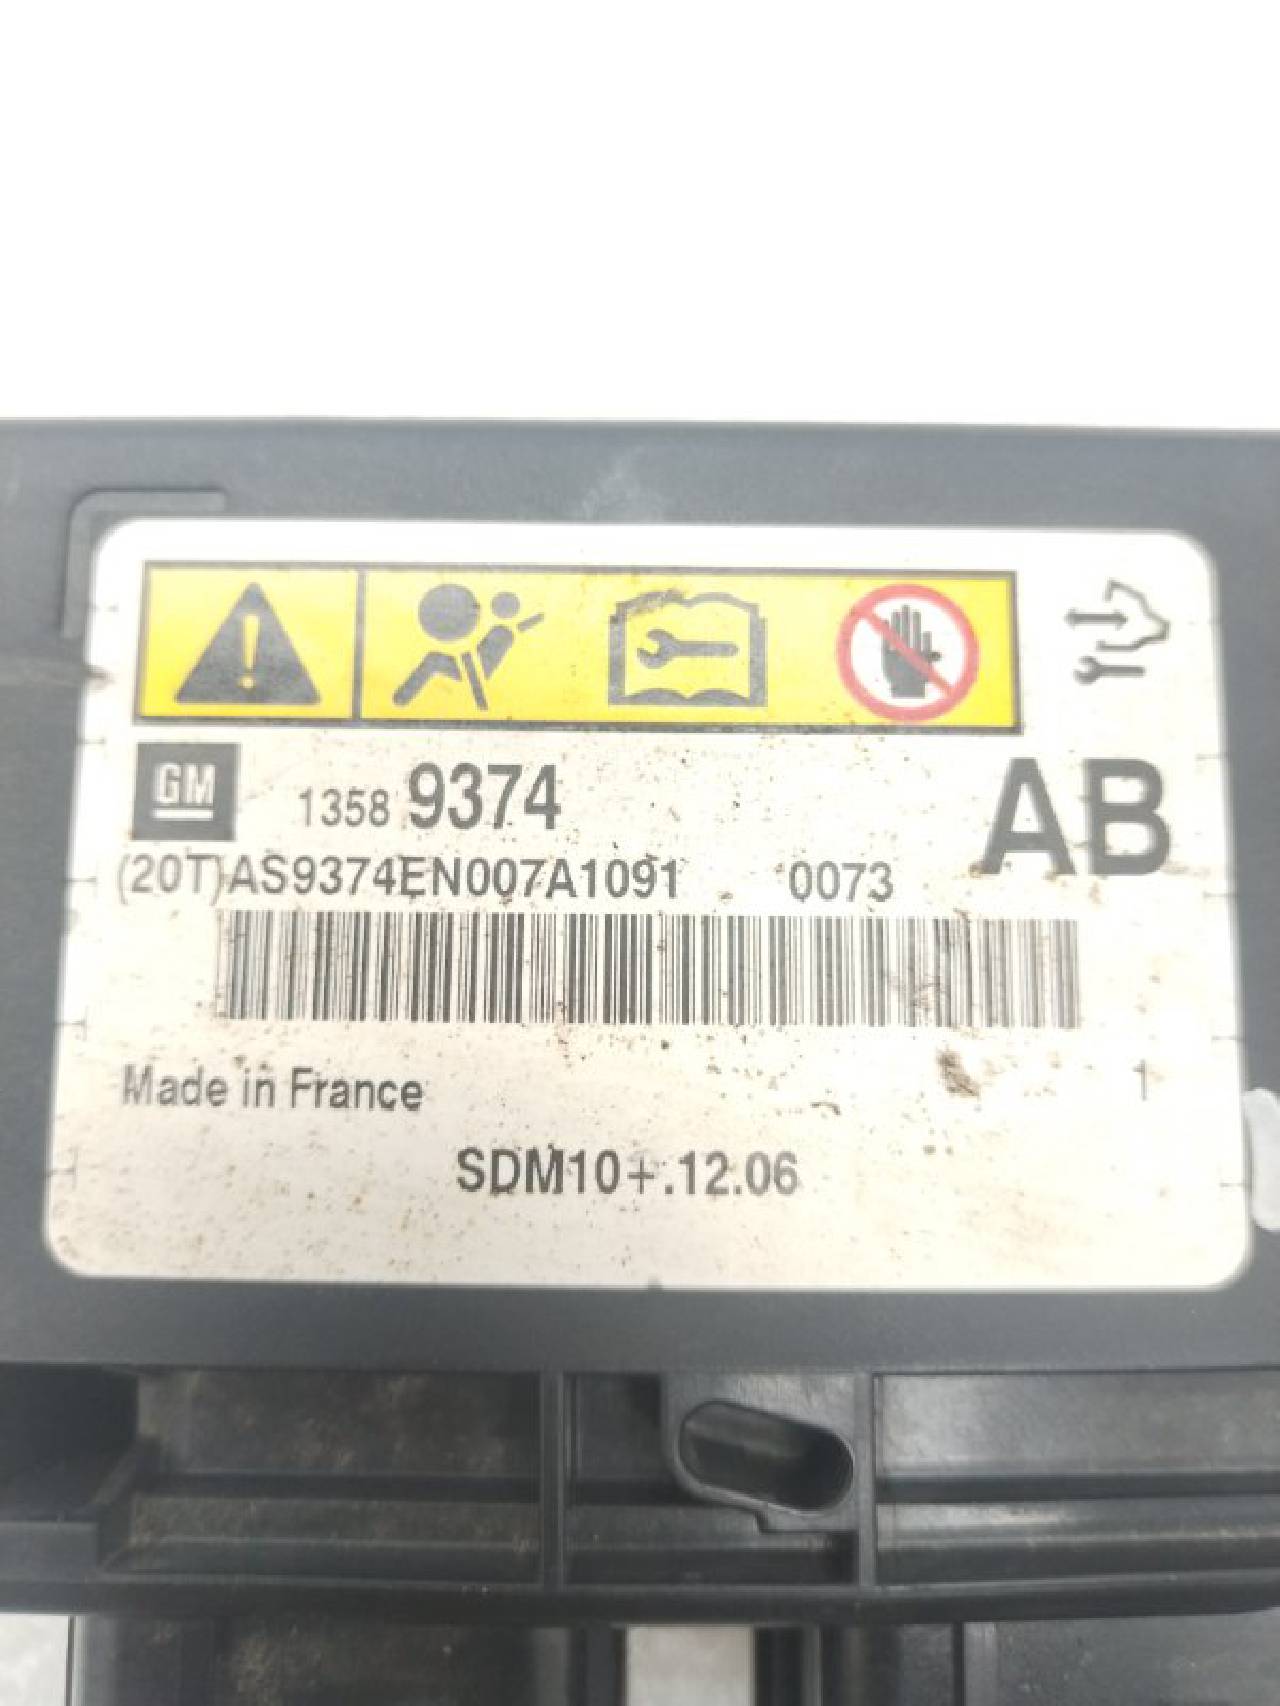 GM 1358 9374 AB
(20T)AS9374EN007A1091 0073
Made in France 1
SDM10+.12.06